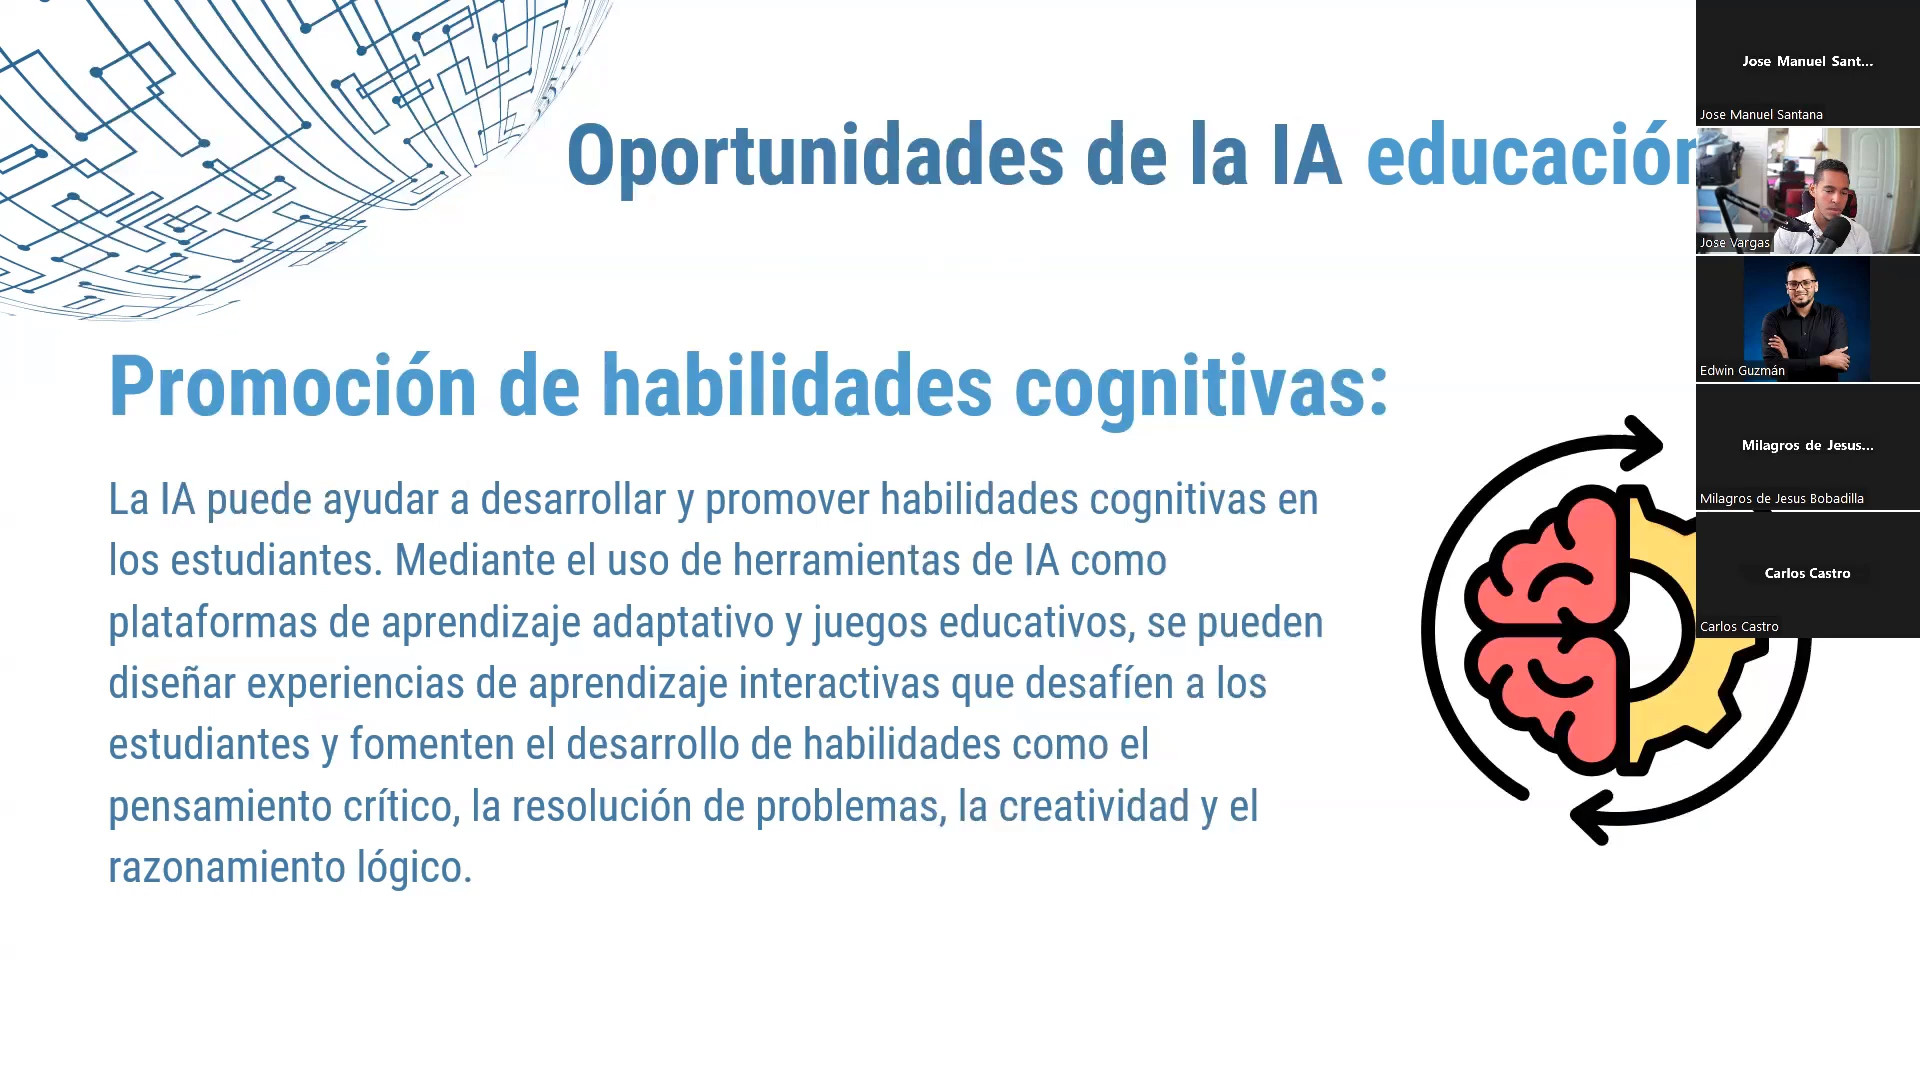 Oportunidades de la IA educación
Promoción de habilidades cognitivas:
La IA puede ayudar a desarrollar y promover habilidades cognitivas en
los estudiantes. Mediante el uso de herramientas de IA como
plataformas de aprendizaje adaptativo y juegos educativos, se pueden
diseñar experiencias de aprendizaje interactivas que desafíen a los
estudiantes y fomenten el desarrollo de habilidades como el
pensamiento crítico, la resolución de problemas, la creatividad y el
razonamiento lógico.
Jose Manuel Sant...
Jose Manuel Santana
Jose Vargas
Edwin Guzmán
Milagros de Jesus...
Milagros de Jesus Bobadilla
Carlos Castro
Carlos Castro